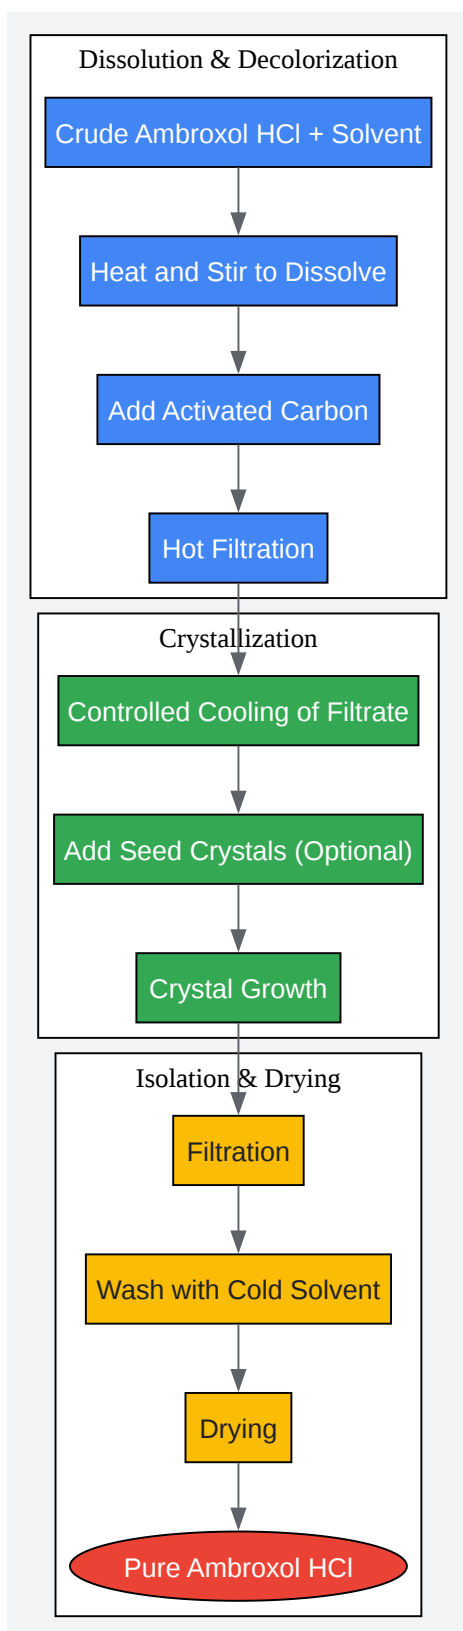 Dissolution & Decolorization
Crude Ambroxol HCl + Solvent
Heat and Stir to Dissolve
Add Activated Carbon
Hot Filtration
Crystallization
Controlled Cooling of Filtrate
Add Seed Crystals (Optional)
Crystal Growth
Isolation & Drying
Filtration
Wash with Cold Solvent
Drying
Pure Ambroxol HCl